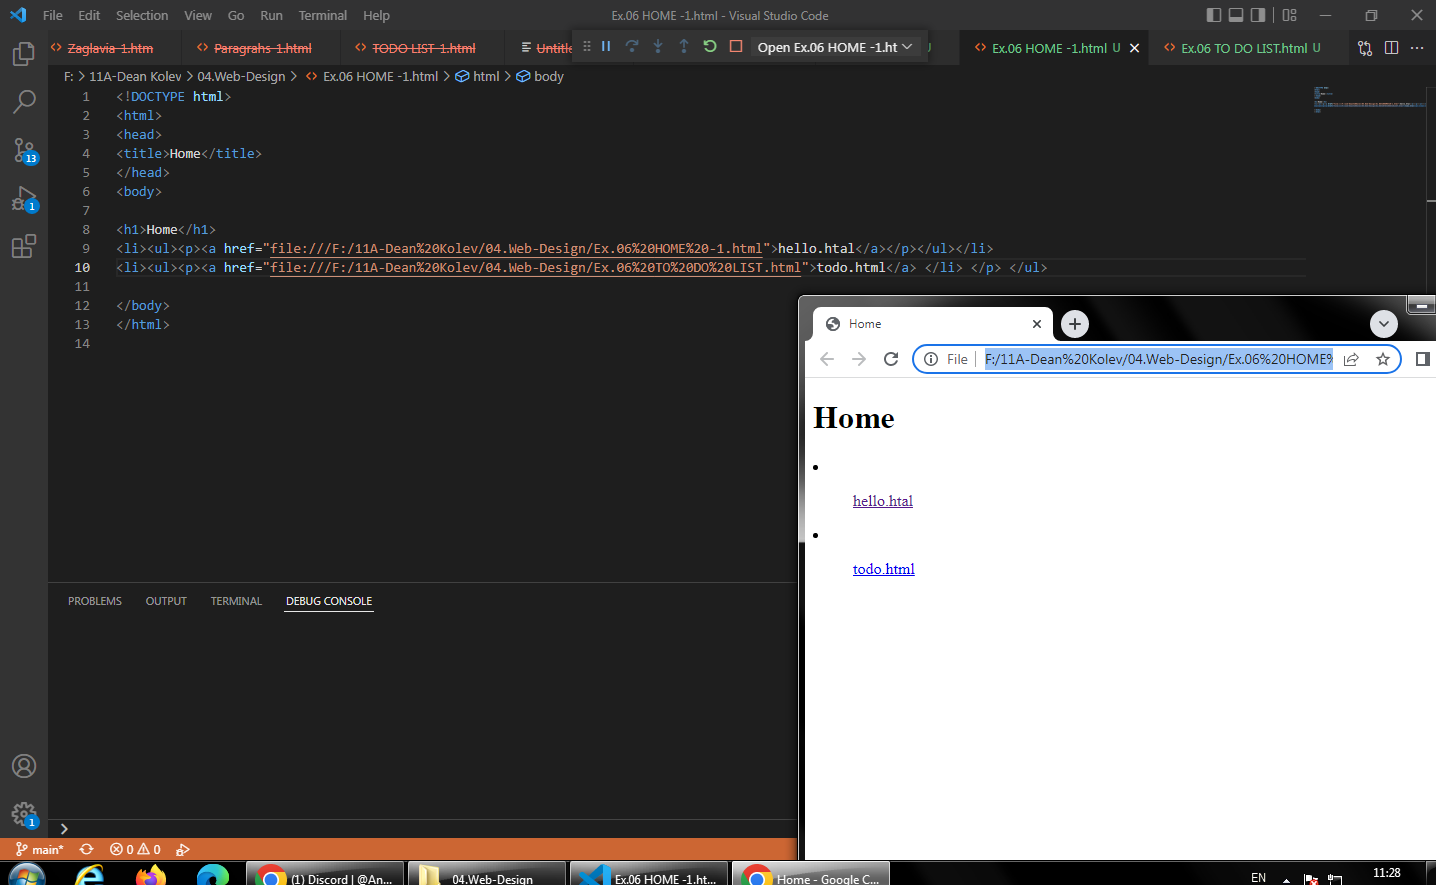 File Edit Selection View Go Run Terminal Help
Ex.06 HOME -1.html - Visual Studio Code
Zaglavia-1.htm
Paragrahs-1.html
TODO LIST-1.html
Open Ex.06 HOME -1.ht
U
Ex.06 HOME -1.html U
Ex.06 TO DO LIST.html U
F: > 11A-Dean Kolev > 04.Web-Design > Ex.06 HOME -1.html > html > body
1 <!DOCTYPE html>
2 <html>
3 <head>
4 <title>Home</title>
5 </head>
6 <body>
7
8 <h1>Home</h1>
9 <li><ul><p><a href="file:///F:/11A-Dean%20Kolev/04.Web-Design/Ex.06%20HOME%20-1.html">hello.htal</a></p></ul></li>
10 <li><ul><p><a href="file:///F:/11A-Dean%20Kolev/04.Web-Design/Ex.06%20TO%20DO%20LIST.html">todo.html</a> </li> </p> </ul>
11
12 </body>
13 </html>
14
13
1
1
PROBLEMS OUTPUT TERMINAL DEBUG CONSOLE
main*
0 0
Home
File F:/11A-Dean%20Kolev/04.Web-Design/Ex.06%20HOME%
Home
hello.htal
todo.html
(1) Discord | @An...
04.Web-Design
Ex.06 HOME -1.ht...
Home - Google C...
EN
11:28